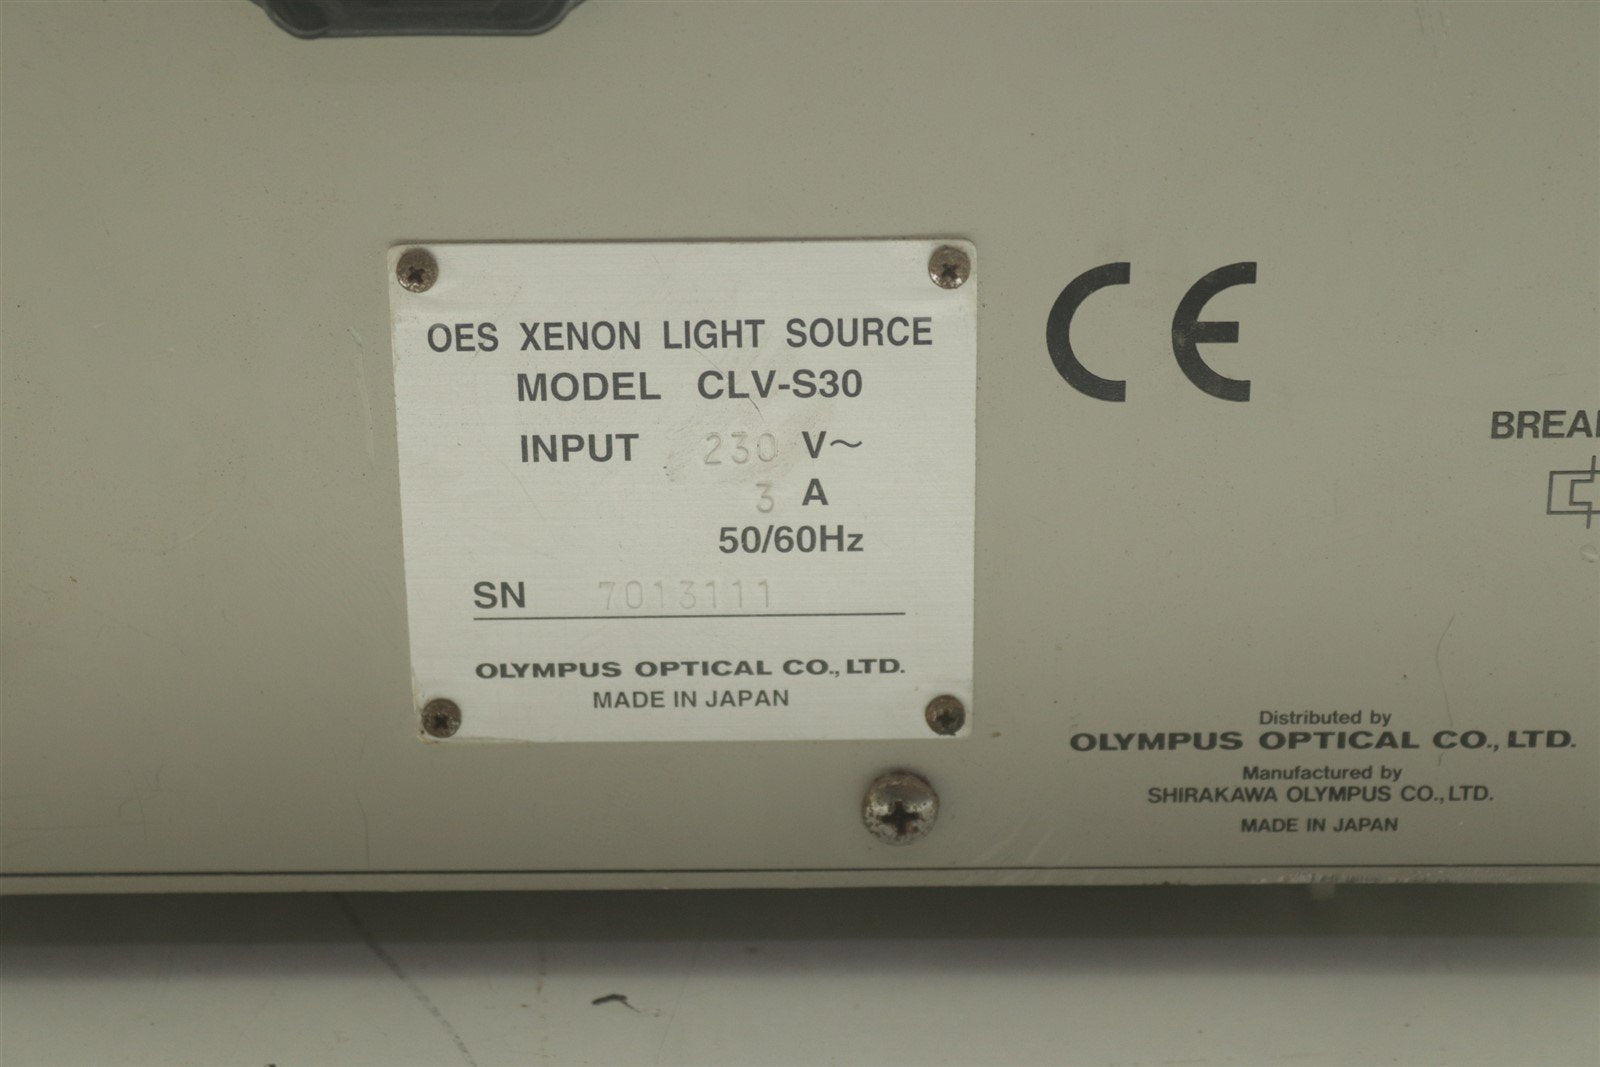 OES XENON LIGHT SOURCE
MODEL CLV-S30
INPUT 230 V~
3 A
50/60Hz
SN 7013111
OLYMPUS OPTICAL CO., LTD.
MADE IN JAPAN
CE
Distributed by
OLYMPUS OPTICAL CO., LTD.
Manufactured by
SHIRAKAWA OLYMPUS CO., LTD.
MADE IN JAPAN